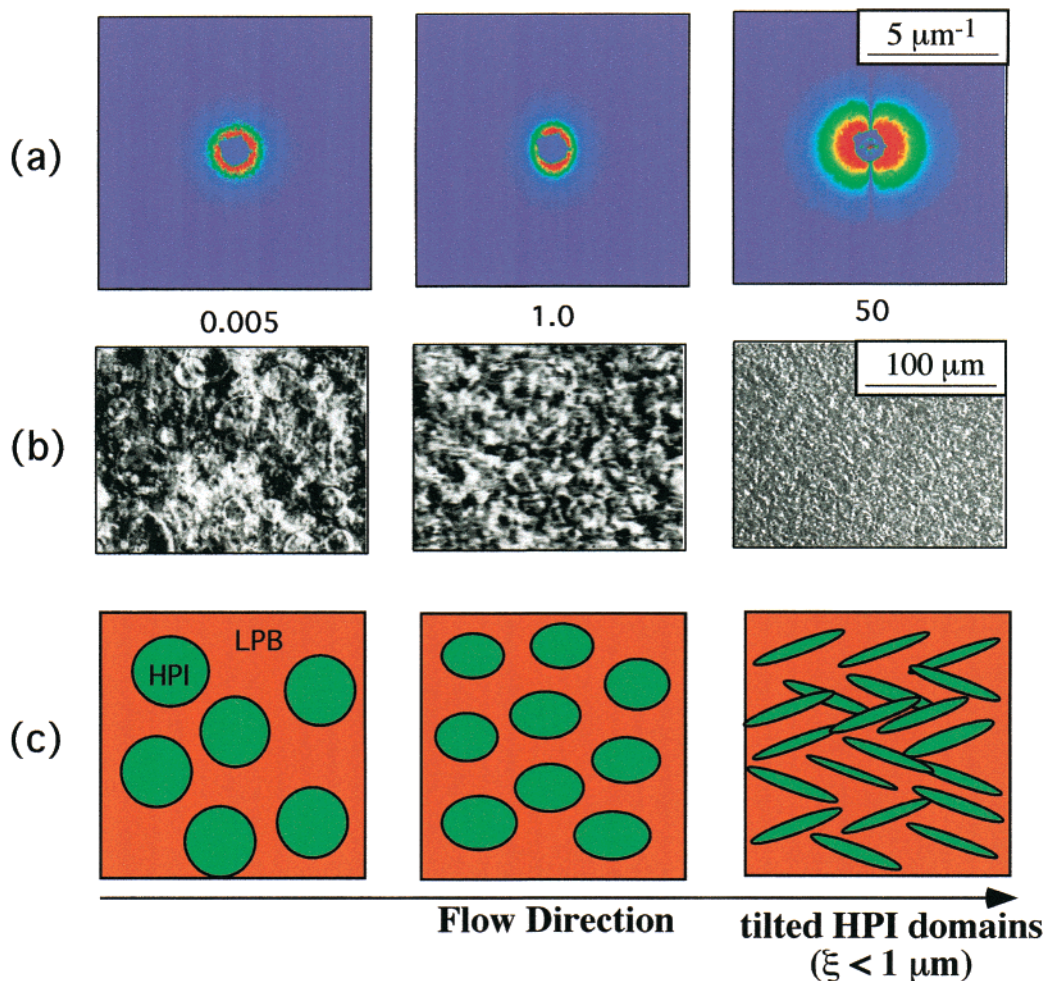 5 μm-1
(a)
0.005
1.0
50
100 μm
(b)
LPB
HPI
(c)
Flow Direction
tilted HPI domains
(ξ < 1 μm)